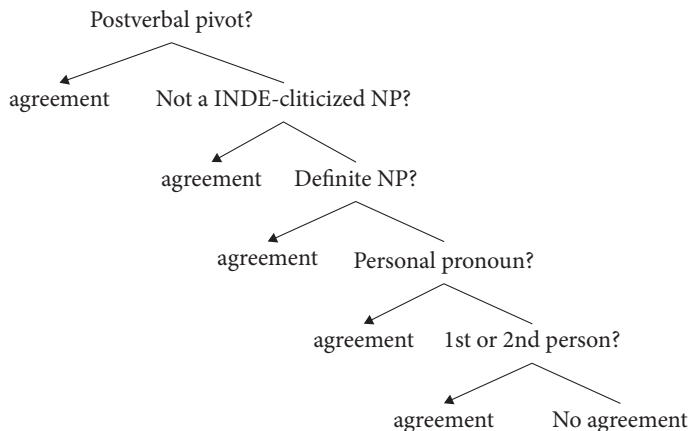 Postverbal pivot?
agreement Not a INDE-cliticized NP?
agreement Definite NP?
agreement Personal pronoun?
agreement 1st or 2nd person?
agreement No agreement